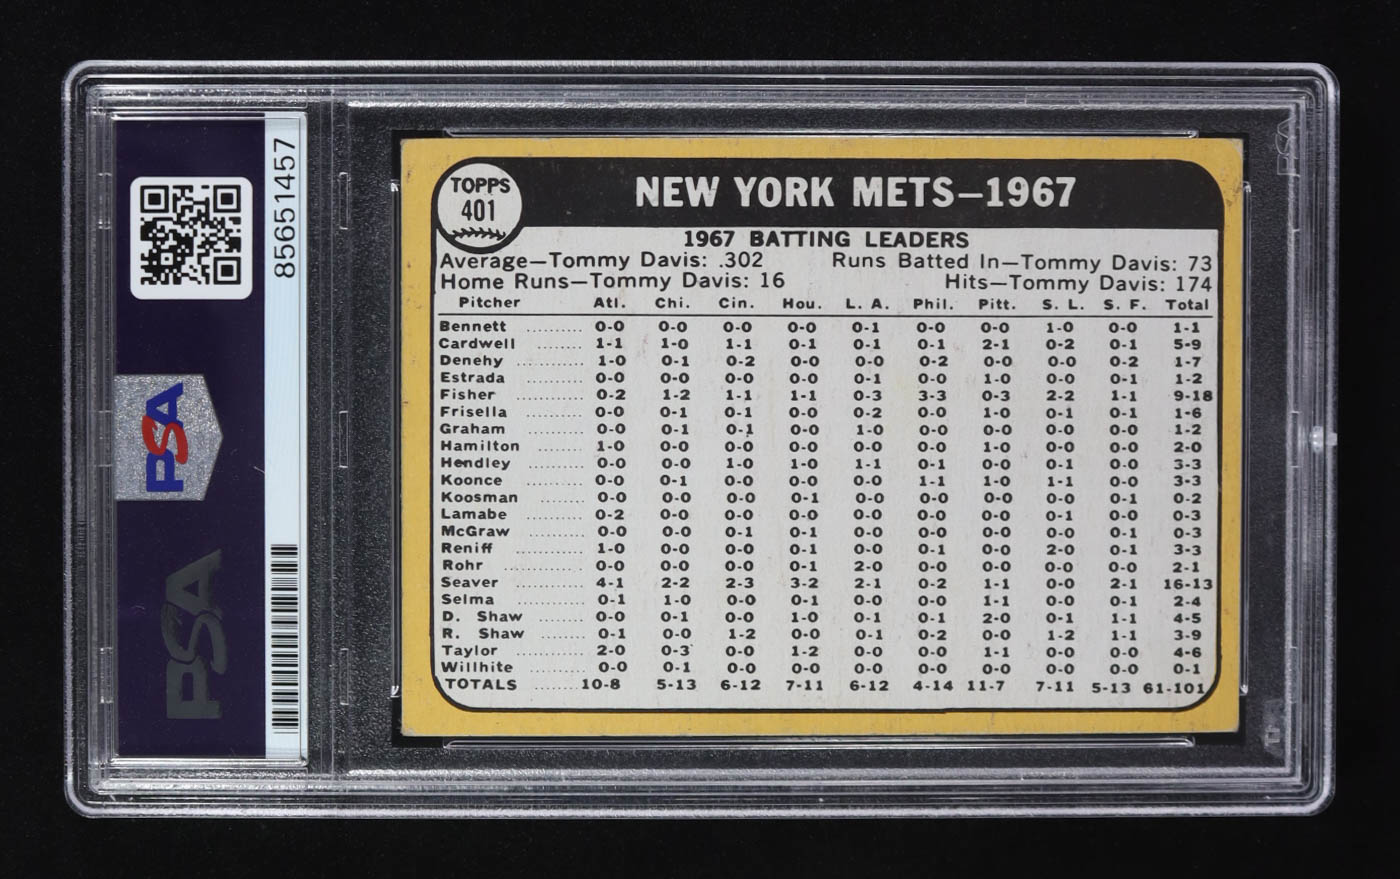 85651457
PSA
PSA
TOPPS
401
NEW YORK METS—1967
1967 BATTING LEADERS
Average—Tommy Davis: .302 Runs Batted In—Tommy Davis: 73
Home Runs—Tommy Davis: 16 Hits—Tommy Davis: 174
Pitcher Atl. Chi. Cin. Hou. L. A. Phil. Pitt. S. L. S. F. Total
Bennett .......... 0-0 0-0 0-0 0-0 0-1 0-0 0-0 1-0 0-0 1-1
Cardwell ........ 1-1 1-0 1-1 0-1 0-1 0-1 2-1 0-2 0-1 5-9
Denehy ............ 1-0 0-1 0-2 0-0 0-0 0-2 0-0 0-0 0-2 1-7
Estrada .......... 0-0 0-0 0-0 0-0 0-1 0-0 1-0 0-0 0-1 1-2
Fisher ............ 0-2 1-2 1-1 1-1 0-3 3-3 0-3 2-2 1-1 9-18
Frisella .......... 0-0 0-1 0-1 0-0 0-2 0-0 1-0 0-1 0-1 1-6
Graham .......... 0-0 0-1 0-1 0-0 1-0 0-0 0-0 0-0 0-0 1-2
Hamilton ........ 1-0 0-0 0-0 0-0 0-0 0-0 1-0 0-0 0-0 2-0
Hendley .......... 0-0 0-0 1-0 1-0 1-1 0-1 0-0 0-1 0-0 3-3
Koonce ............ 0-0 0-1 0-0 0-0 0-0 1-1 1-0 1-1 0-0 3-3
Koosman ........ 0-0 0-0 0-0 0-1 0-0 0-0 0-0 0-0 0-1 0-2
Lamabe .......... 0-2 0-0 0-0 0-0 0-0 0-0 0-0 0-1 0-0 0-3
McGraw .......... 0-0 0-0 0-1 0-1 0-0 0-0 0-0 0-0 0-1 0-3
Reniff ............ 1-0 0-0 0-0 0-1 0-0 0-1 0-0 2-0 0-1 3-3
Rohr .............. 0-0 0-0 0-0 0-1 2-0 0-0 0-0 0-0 0-0 2-1
Seaver ............ 4-1 2-2 2-3 3-2 2-1 0-2 1-1 0-0 2-1 16-13
Selma ............ 0-1 1-0 0-0 0-1 0-0 0-0 1-1 0-0 0-1 2-4
D. Shaw ........ 0-0 0-1 0-0 1-0 0-1 0-1 2-0 0-1 1-1 4-5
R. Shaw ........ 0-1 0-0 1-2 0-0 0-1 0-2 0-0 1-2 1-1 3-9
Taylor ............ 2-0 0-3 0-0 1-2 0-0 0-0 1-1 0-0 0-0 4-6
Willhite .......... 0-0 0-1 0-0 0-0 0-0 0-0 0-0 0-0 0-0 0-1
TOTALS ........ 10-8 5-13 6-12 7-11 6-12 4-14 11-7 7-11 5-13 61-101